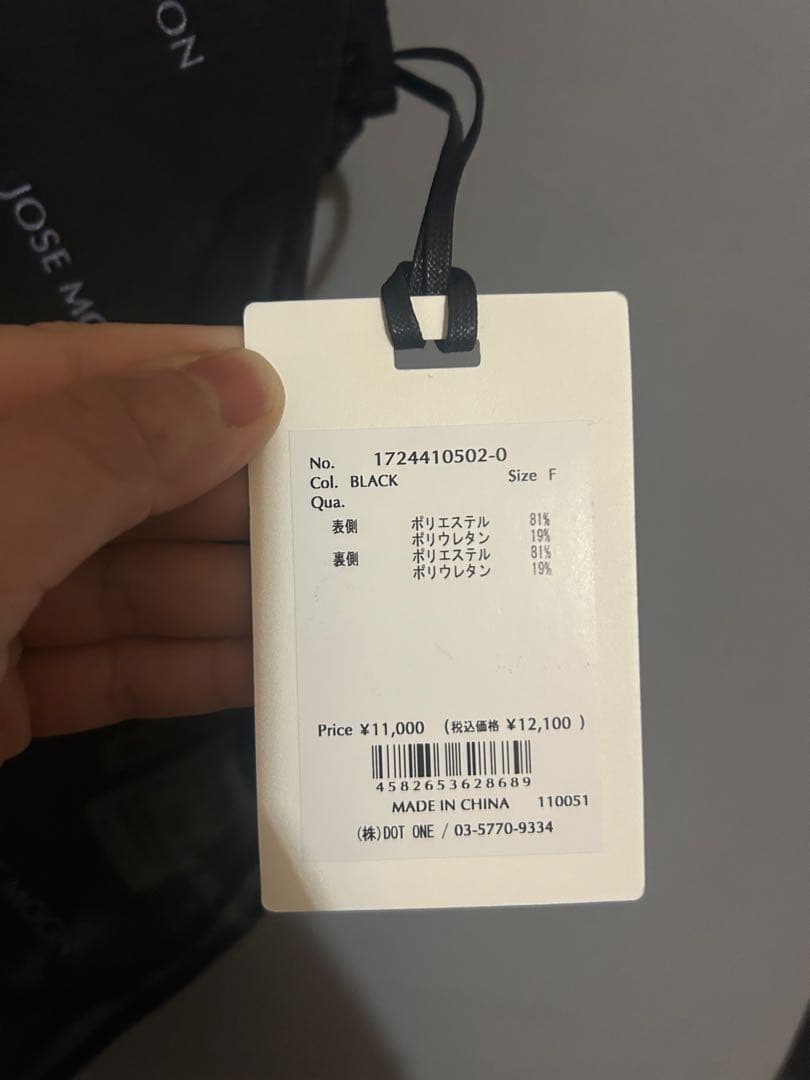 OON
JOSE MO
No. 1724410502-0
Col. BLACK Size F
Qua.
表側 ポリエステル 81%
ポリウレタン 19%
裏側 ポリエステル 81%
ポリウレタン 19%
Price ¥11,000 (税込価格 ¥12,100 )
4582653628689
MADE IN CHINA 110051
(株)DOT ONE / 03-5770-9334
MOON